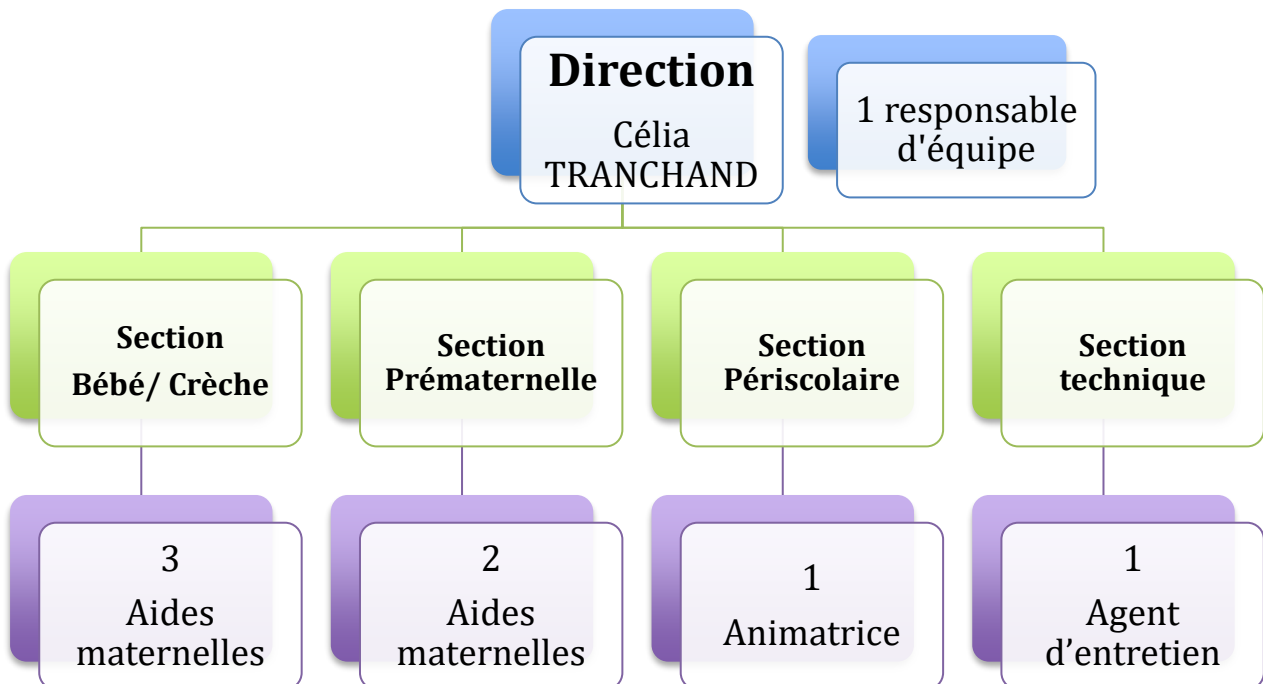 Direction
Célia
TRANCHAND
1 responsable
d'équipe
Section
Bébé/ Crèche
Section
Prématernelle
Section
Périscolaire
Section
technique
3
Aides
maternelles
2
Aides
maternelles
1
Animatrice
1
Agent
d’entretien